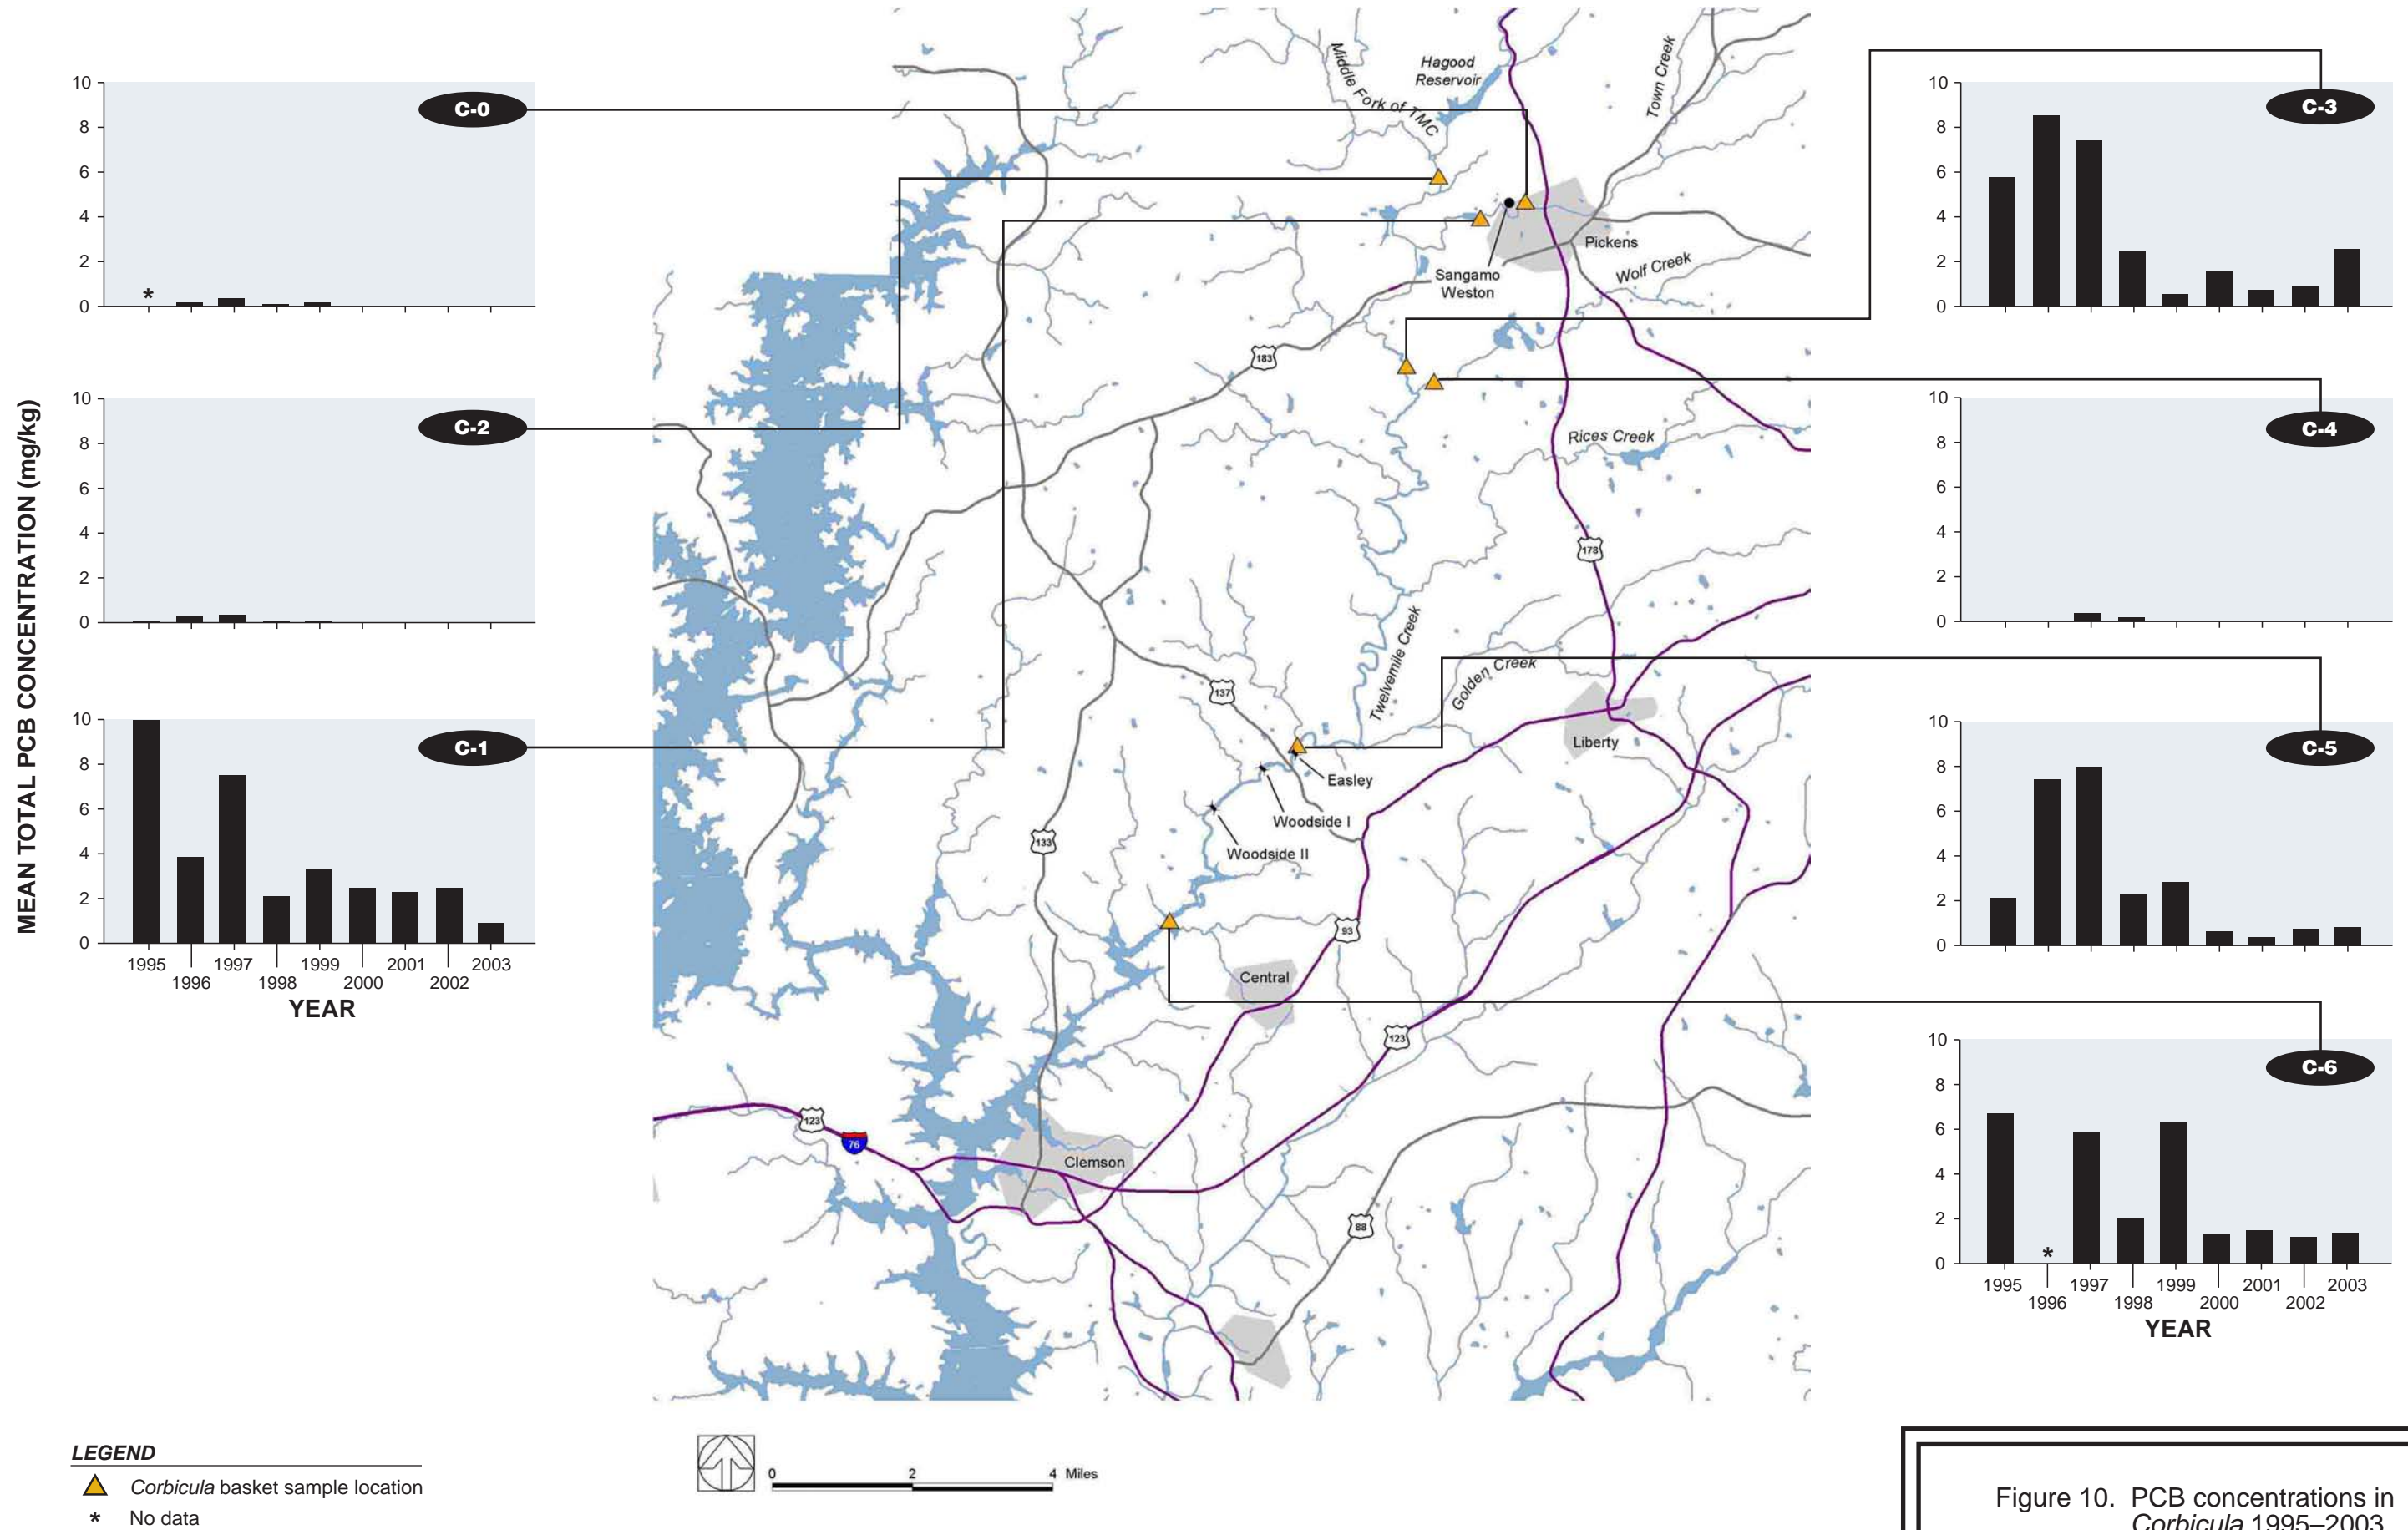 MEAN TOTAL PCB CONCENTRATION (mg/kg)
10
8
6
4
2
0
*
C-0
10
8
6
4
2
0
C-2
10
8
6
4
2
0
C-1
1995 1997 1999 2001 2003
1996 1998 2000 2002
YEAR
Middle Fork of TMC
Hagood
Reservoir
Town Creek
Pickens
Sangamo
Weston
Wolf Creek
183
Rices Creek
178
Twelvemile Creek
Golden Creek
137
Liberty
Easley
Woodside I
Woodside II
133
93
Central
123
123
76
Clemson
88
10
8
6
4
2
0
C-3
10
8
6
4
2
0
C-4
10
8
6
4
2
0
C-5
10
8
6
4
2
0
*
C-6
1995 1997 1999 2001 2003
1996 1998 2000 2002
YEAR
LEGEND
Corbicula basket sample location
* No data
0 2 4 Miles
Figure 10. PCB concentrations in
Corbicula 1995–2003